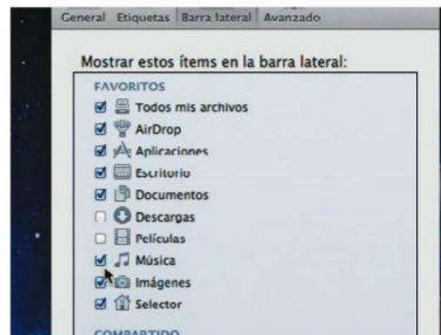 General Etiquetas Barra lateral Avanzado
Mostrar estos ítems en la barra lateral:
FAVORITOS
Todos mis archivos
AirDrop
Aplicaciones
Escritorio
Documentos
Descargas
Películas
Música
Imágenes
Selector
COMPARTIDO